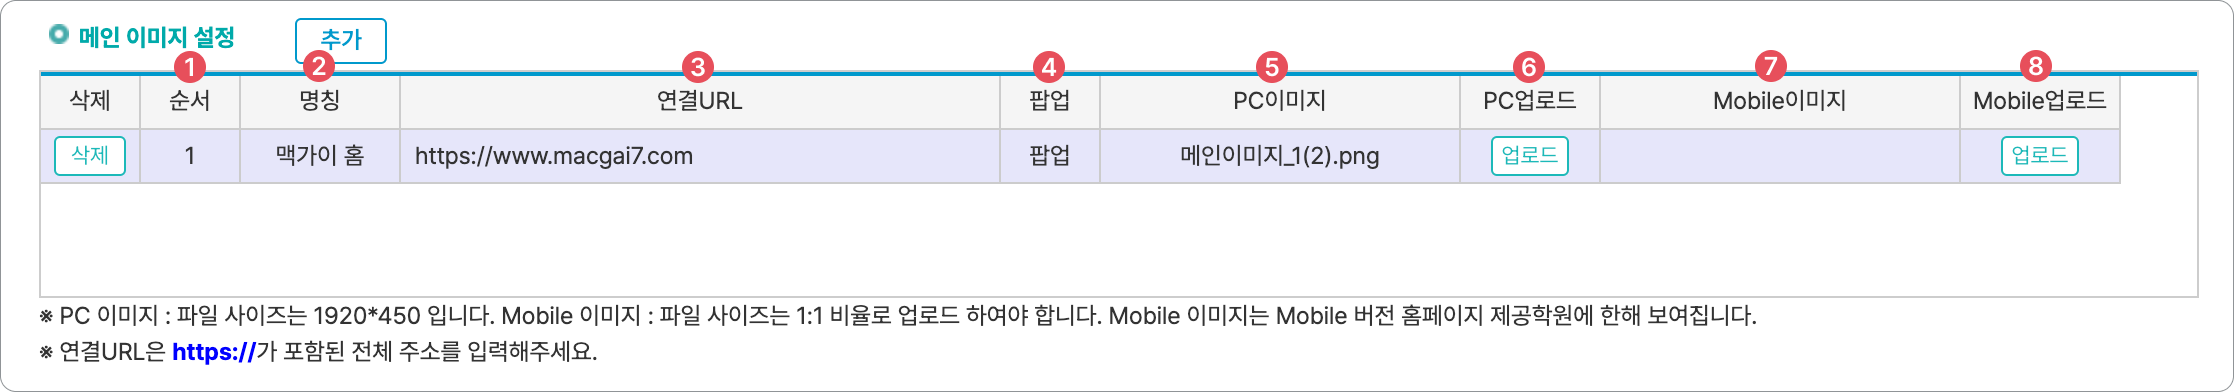 메인 이미지 설정 추가
1 2 3 4 5 6 7 8
삭제 순서 명칭 연결URL 팝업 PC이미지 PC업로드 Mobile이미지 Mobile업로드
삭제 1 맥가이 홈 https://www.macgai7.com 팝업 메인이미지_1(2).png 업로드 업로드
※ PC 이미지 : 파일 사이즈는 1920*450 입니다. Mobile 이미지 : 파일 사이즈는 1:1 비율로 업로드 하여야 합니다. Mobile 이미지는 Mobile 버전 홈페이지 제공학원에 한해 보여집니다.
※ 연결URL은 https://가 포함된 전체 주소를 입력해주세요.